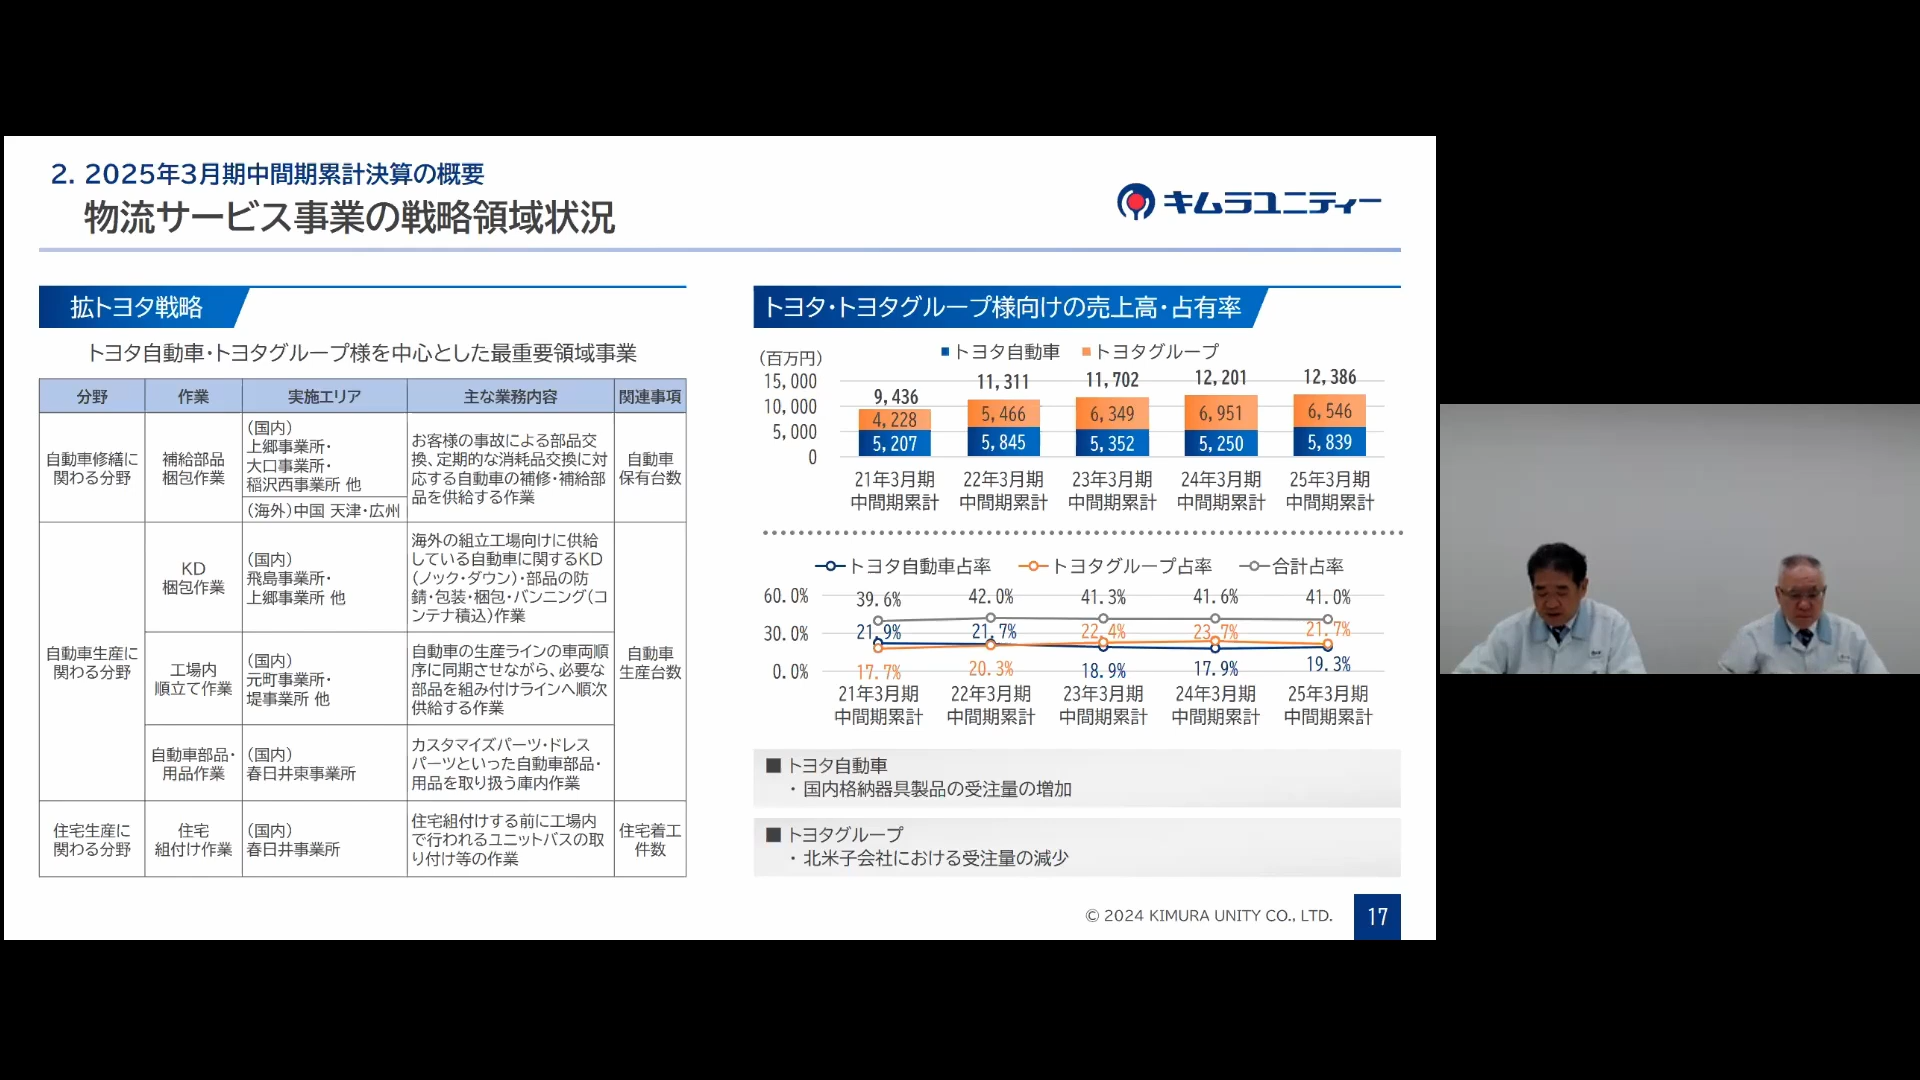 2. 2025年3月期中間期累計決算の概要
物流サービス事業の戦略領域状況
キムラユニティー
拡トヨタ戦略
トヨタ自動車・トヨタグループ様を中心とした最重要領域事業
分野 作業 実施エリア 主な業務内容 関連事項
自動車修繕に
関わる分野
補給部品
梱包作業
（国内）
上郷事業所・
大口事業所・
稲沢西事業所 他
（海外）中国 天津・広州
お客様の事故による部品交
換、定期的な消耗品交換に対
応する自動車の補修・補給部
品を供給する作業
自動車
保有台数
自動車生産に
関わる分野
KD
梱包作業
（国内）
飛島事業所・
上郷事業所 他
海外の組立工場向けに供給
している自動車に関するKD
（ノック・ダウン）・部品の防
錆・包装・梱包・バンニング（コ
ンテナ積込）作業
自動車
生産台数
工場内
順立て作業
（国内）
元町事業所・
堤事業所 他
自動車の生産ラインの車両順
序に同期させながら、必要な
部品を組み付けラインへ順次
供給する作業
自動車部品・
用品作業
（国内）
春日井東事業所
カスタマイズパーツ・ドレス
パーツといった自動車部品・
用品を取り扱う庫内作業
住宅生産に
関わる分野
住宅
組付け作業
（国内）
春日井事業所
住宅組付けする前に工場内
で行われるユニットバスの取
り付け等の作業
住宅着工
件数
トヨタ・トヨタグループ様向けの売上高・占有率
（百万円）
トヨタ自動車 トヨタグループ
15,000
10,000
5,000
0
9,436 11,311 11,702 12,201 12,386
4,228 5,466 6,349 6,951 6,546
5,207 5,845 5,352 5,250 5,839
21年3月期 22年3月期 23年3月期 24年3月期 25年3月期
中間期累計 中間期累計 中間期累計 中間期累計 中間期累計
トヨタ自動車占率 トヨタグループ占率 合計占率
60.0%
30.0%
0.0%
39.6% 42.0% 41.3% 41.6% 41.0%
21.9% 21.7% 22.4% 23.7% 21.7%
17.7% 20.3% 18.9% 17.9% 19.3%
21年3月期 22年3月期 23年3月期 24年3月期 25年3月期
中間期累計 中間期累計 中間期累計 中間期累計 中間期累計
■ トヨタ自動車
・国内格納器具製品の受注量の増加
■ トヨタグループ
・北米子会社における受注量の減少
© 2024 KIMURA UNITY CO., LTD.
17